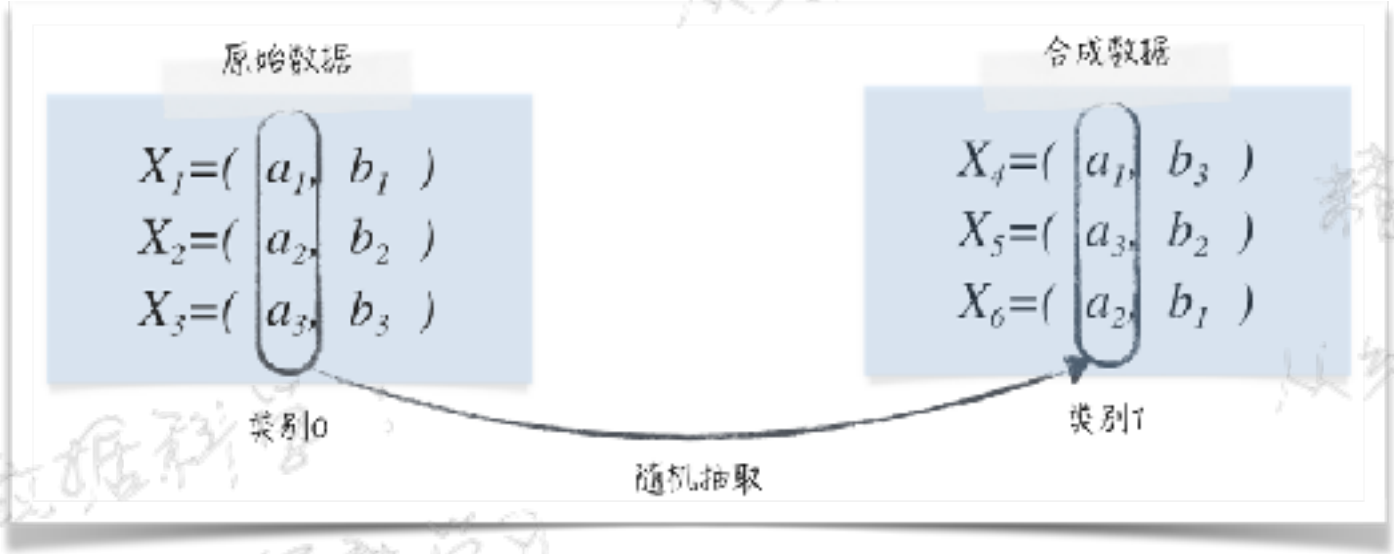 原始数据
X₁=( a₁, b₁ )
X₂=( a₂, b₂ )
X₃=( a₃, b₃ )
类别0
合成数据
X₄=( a₁, b₃ )
X₅=( a₃, b₂ )
X₆=( a₂, b₁ )
类别1
随机抽取